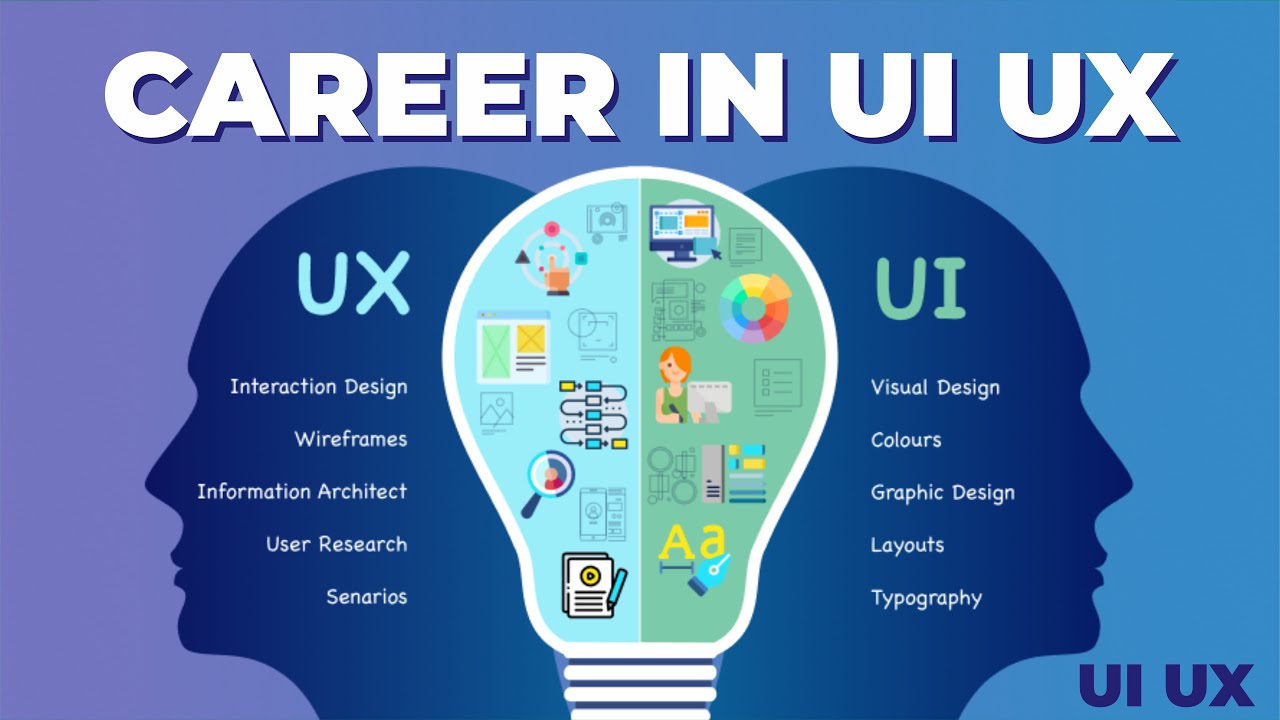 CAREER IN UI UX
UX
Interaction Design
Wireframes
Information Architect
User Research
Senarios
UI
Visual Design
Colours
Graphic Design
Layouts
Typography
Aa
UI UX